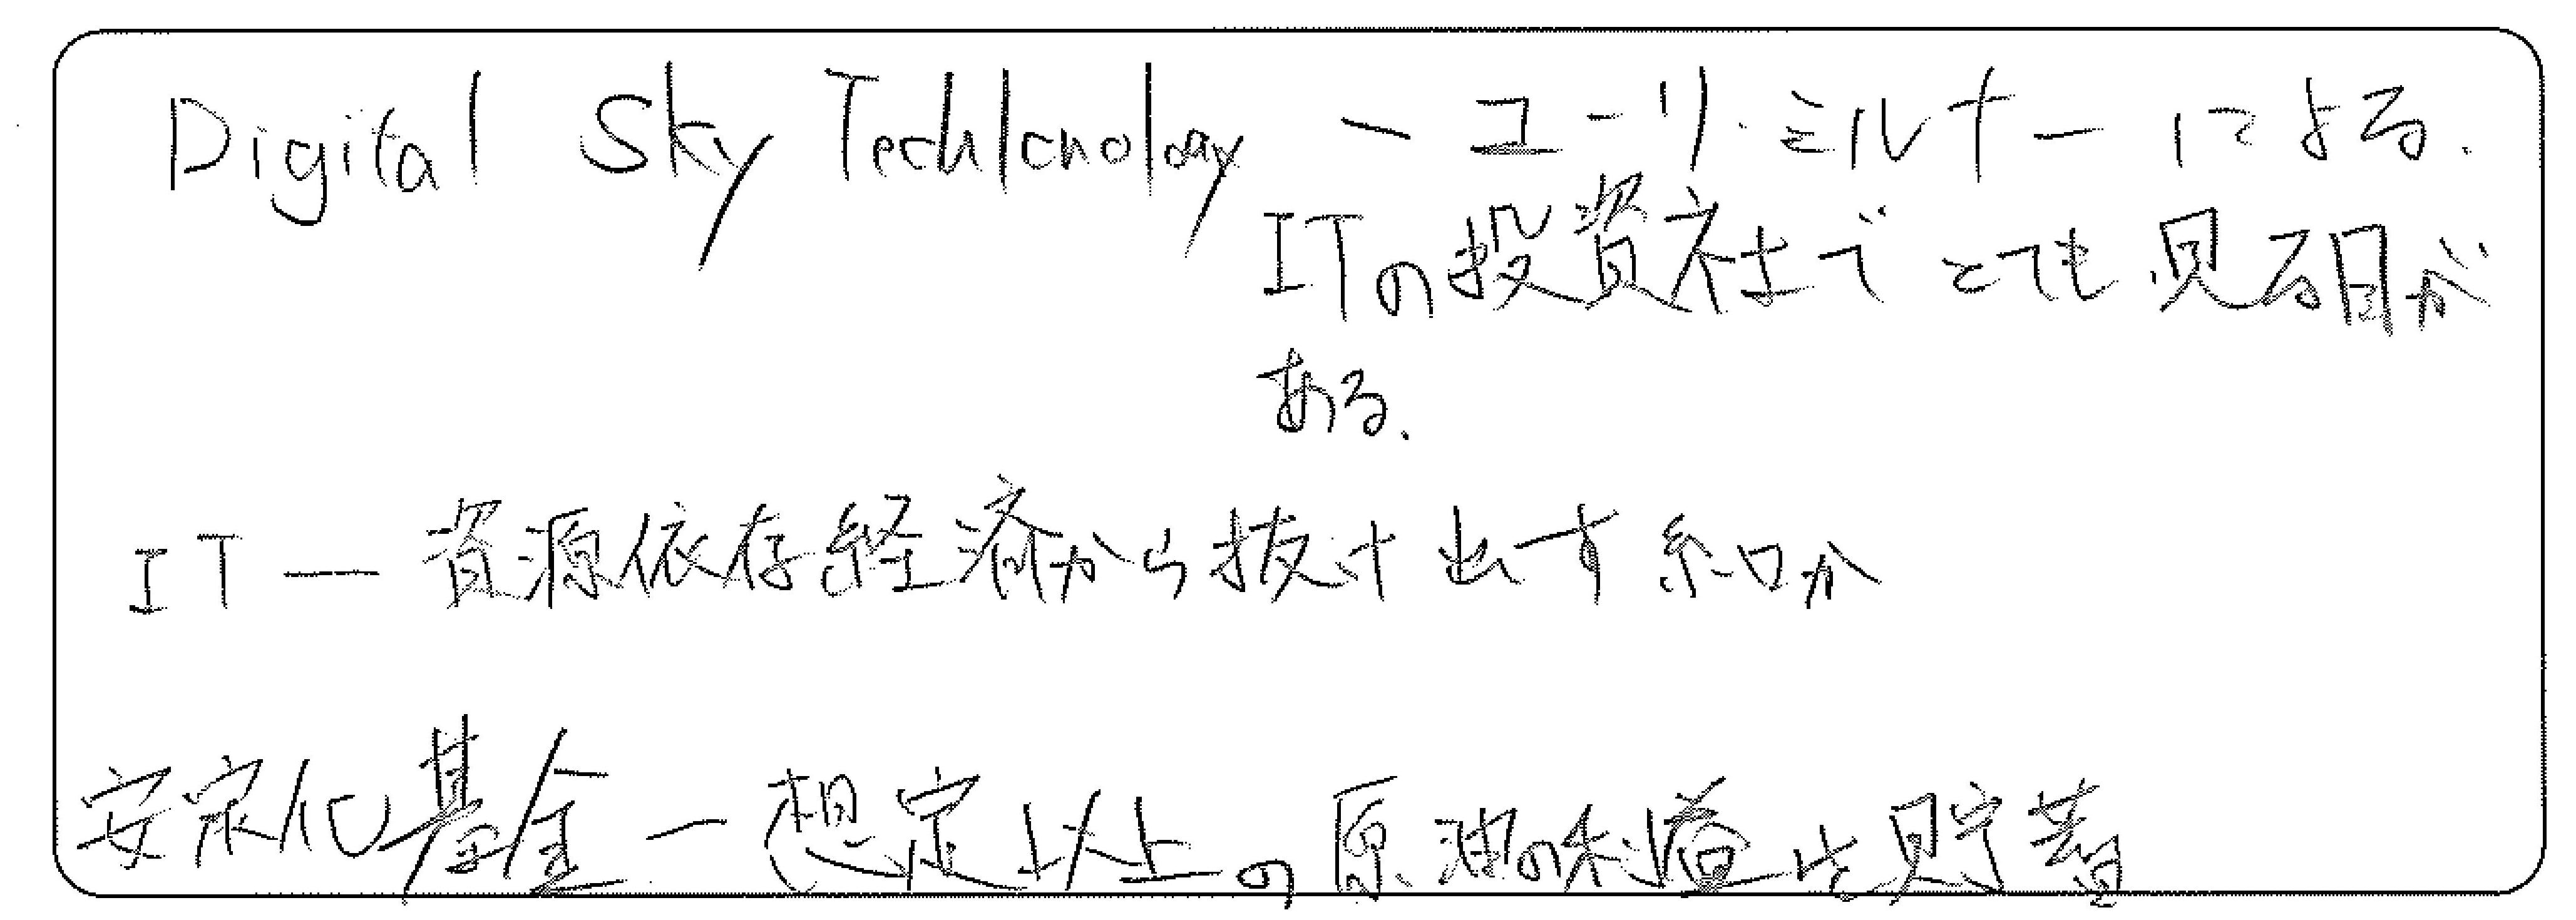 Digital Sky Techlonology ー ユーリ・ミルナーによる.
ITの投資社で とても見る目が
ある.
IT ― 資源依存経済から抜け出す糸口か
安定化基金 ― 想定以上の原油の利益を貯蓄